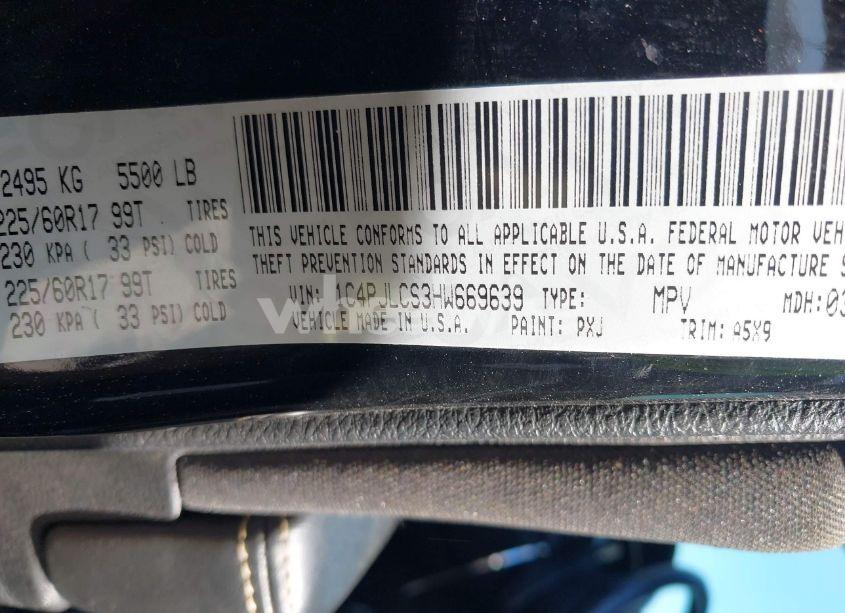 2495 KG 5500 LB
225/60R17 99T TIRES
230 KPA ( 33 PSI) COLD
225/60R17 99T TIRES
230 KPA ( 33 PSI) COLD
THIS VEHICLE CONFORMS TO ALL APPLICABLE U.S.A. FEDERAL MOTOR VEH
THEFT PREVENTION STANDARDS IN EFFECT ON THE DATE OF MANUFACTURE S
VIN: 1C4PJLCS3HW669639 TYPE: MPV MDH: 03
VEHICLE MADE IN U.S.A. PAINT: PXJ TRIM: A5X9